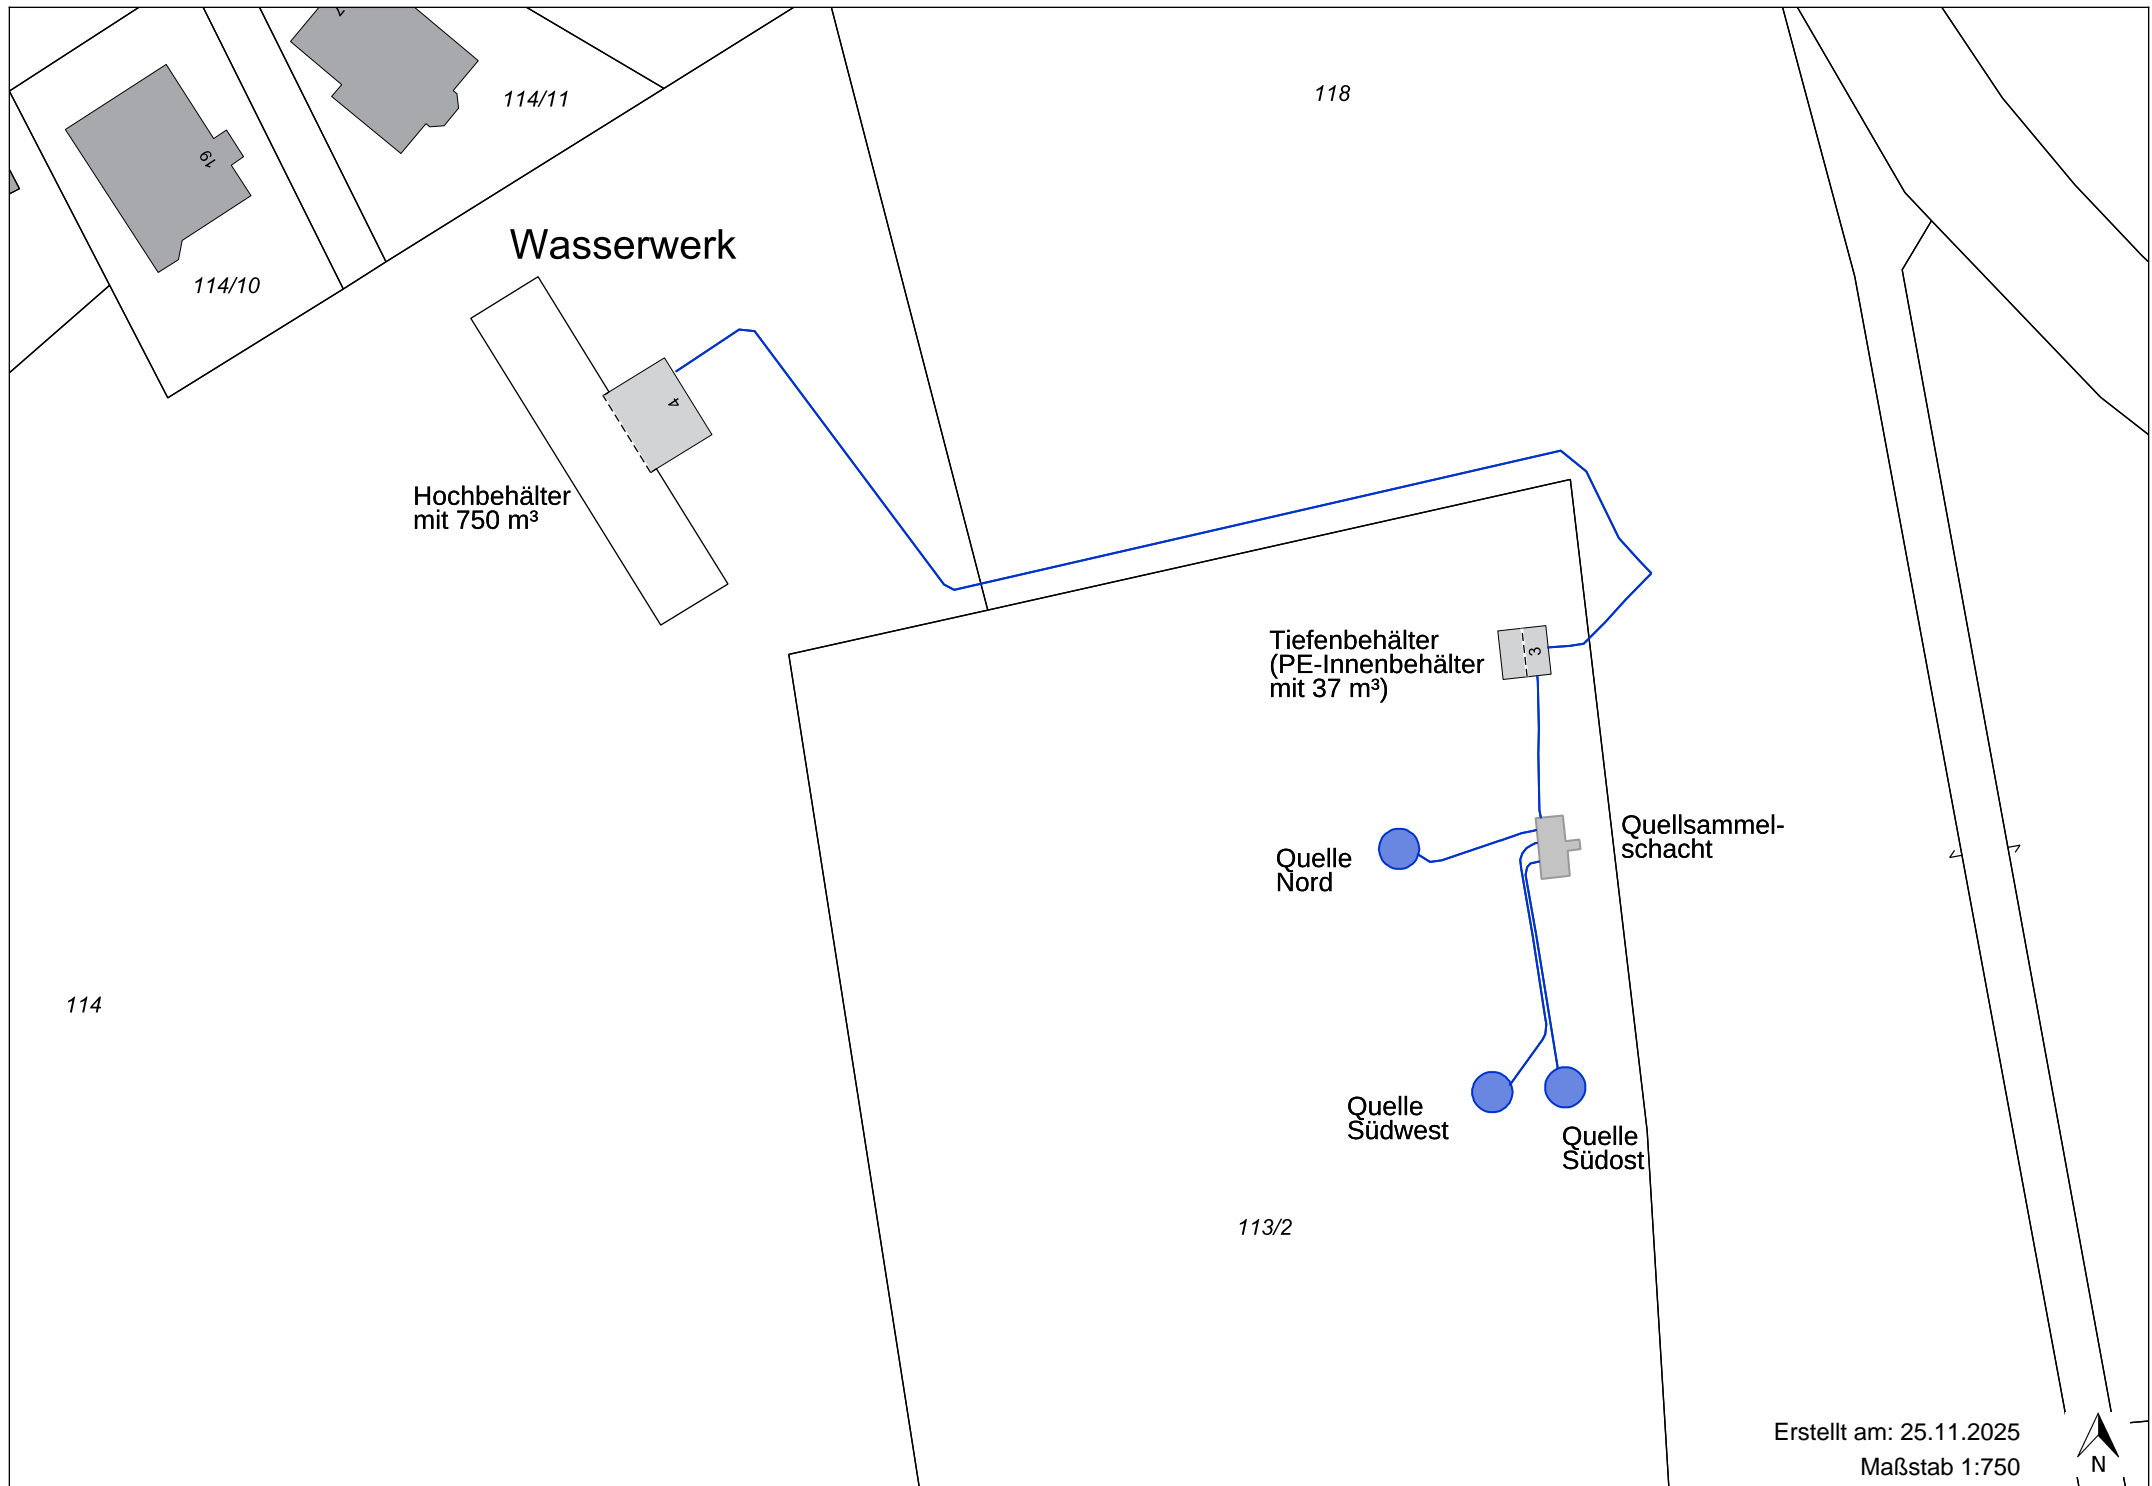 114/11
118
19
114/10
Wasserwerk
4
Hochbehälter
mit 750 m³
Tiefenbehälter
(PE-Innenbehälter
mit 37 m³)
3
Quellsammel-
schacht
Quelle
Nord
114
Quelle
Südwest
Quelle
Südost
113/2
Erstellt am: 25.11.2025
Maßstab 1:750
N